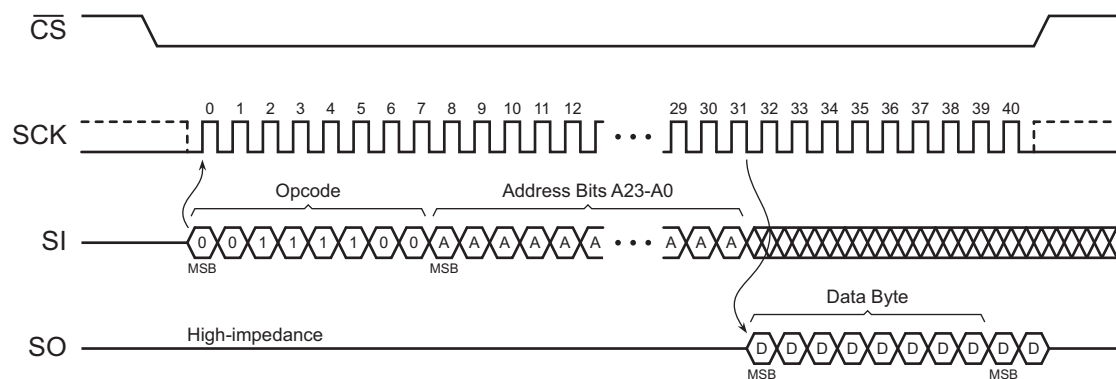 CS
0 1 2 3 4 5 6 7 8 9 10 11 12 29 30 31 32 33 34 35 36 37 38 39 40
SCK
Opcode Address Bits A23-A0
SI 0 0 1 1 1 1 0 0 A A A A A A A A A
MSB MSB
Data Byte
High-impedance
SO D D D D D D D D D D
MSB MSB